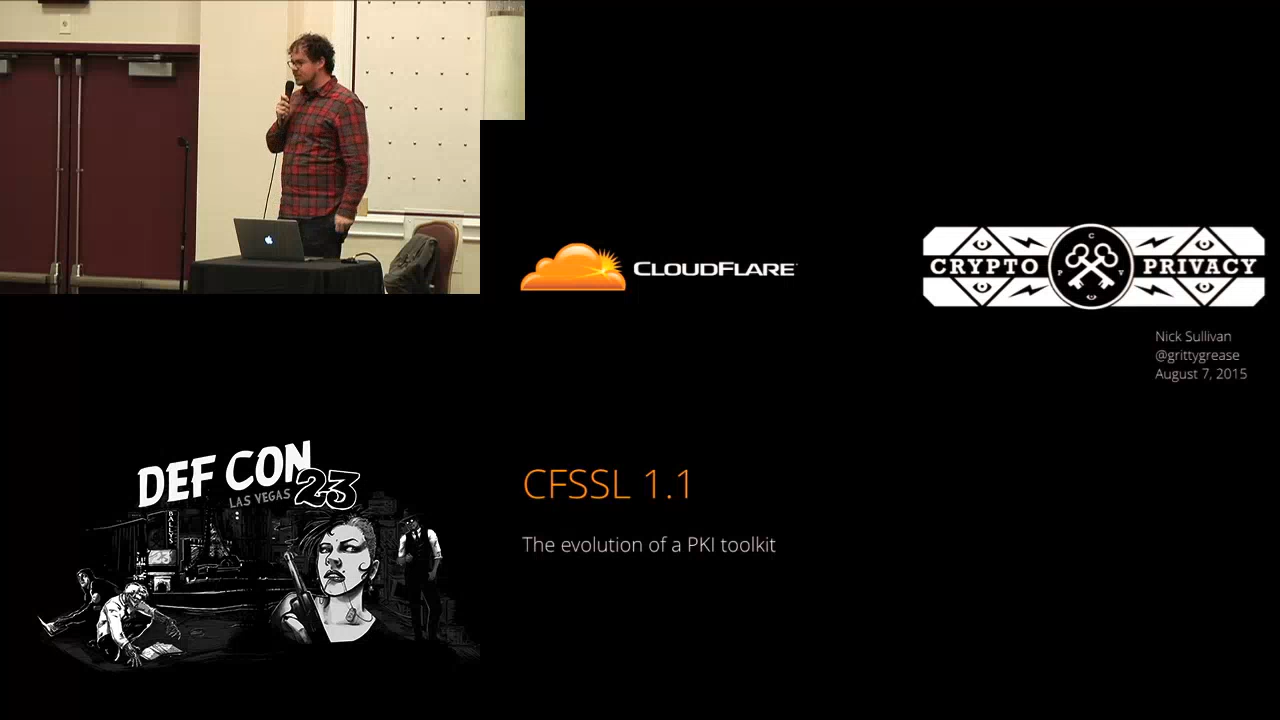 CLOUDFLARE
CRYPTO PRIVACY
C
P V
Nick Sullivan
@grittygrease
August 7, 2015
DEF CON
LAS VEGAS 23
BALLYS
CFSSL 1.1
The evolution of a PKI toolkit